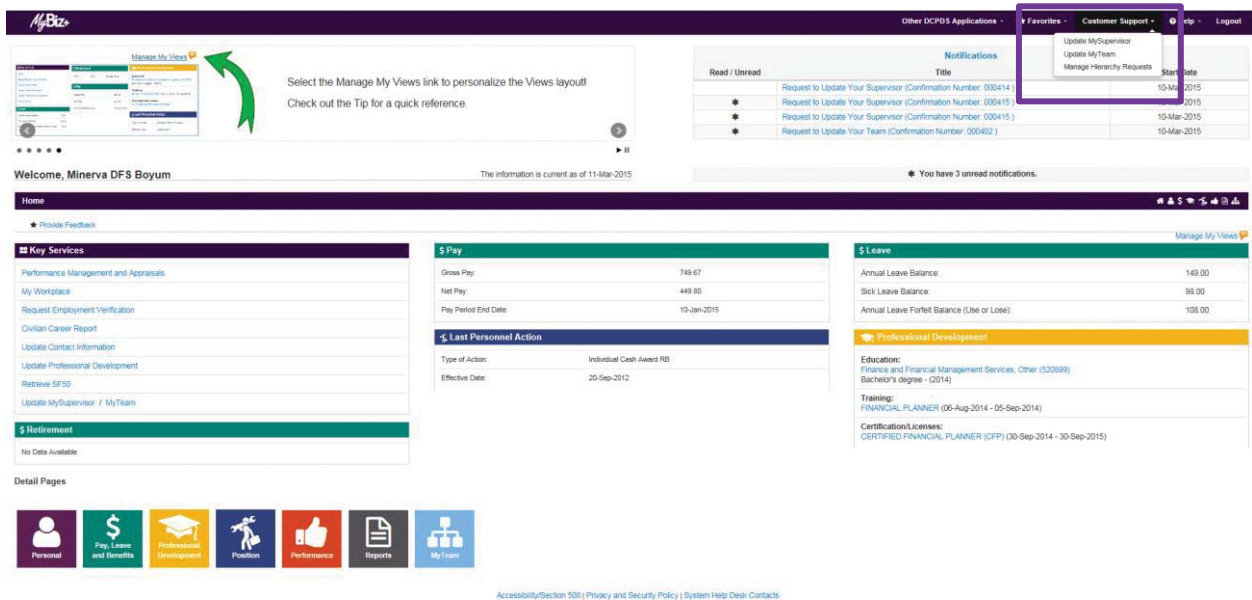 MyBiz+
Other DCPDS Applications
Favorites
Customer Support
Help
Logout
Update MySupervisor
Update MyTeam
Manage Hierarchy Requests
Manage My Views
Select the Manage My Views link to personalize the Views layout!
Check out the Tip for a quick reference.
Notifications
Read / Unread Title Start Date
Request to Update Your Supervisor (Confirmation Number: 000414 ) 10-Mar-2015
Request to Update Your Supervisor (Confirmation Number: 000415 ) 10-Mar-2015
Request to Update Your Supervisor (Confirmation Number: 000415 ) 10-Mar-2015
Request to Update Your Team (Confirmation Number: 000402 ) 10-Mar-2015
Welcome, Minerva DFS Boyum
The information is current as of 11-Mar-2015
You have 3 unread notifications.
Home
Provide Feedback
Manage My Views
Key Services
Performance Management and Appraisals
My Workplace
Request Employment Verification
Civilian Career Report
Update Contact Information
Update Professional Development
Retrieve SF50
Update MySupervisor / MyTeam
$ Retirement
No Data Available
$ Pay
Gross Pay: 749.67
Net Pay: 449.80
Pay Period End Date: 10-Jan-2015
Last Personnel Action
Type of Action: Individual Cash Award RB
Effective Date: 20-Sep-2012
$ Leave
Annual Leave Balance: 149.00
Sick Leave Balance: 98.00
Annual Leave Forfeit Balance (Use or Lose): 108.00
Professional Development
Education:
Finance and Financial Management Services, Other (520899)
Bachelor's degree - (2014)
Training:
FINANCIAL PLANNER (06-Aug-2014 - 05-Sep-2014)
Certification/Licenses:
CERTIFIED FINANCIAL PLANNER (CFP) (30-Sep-2014 - 30-Sep-2015)
Detail Pages
Personal
Pay, Leave
and Benefits
Professional
Development
Position
Performance
Reports
MyTeam
Accessibility/Section 508 | Privacy and Security Policy | System Help Desk Contacts